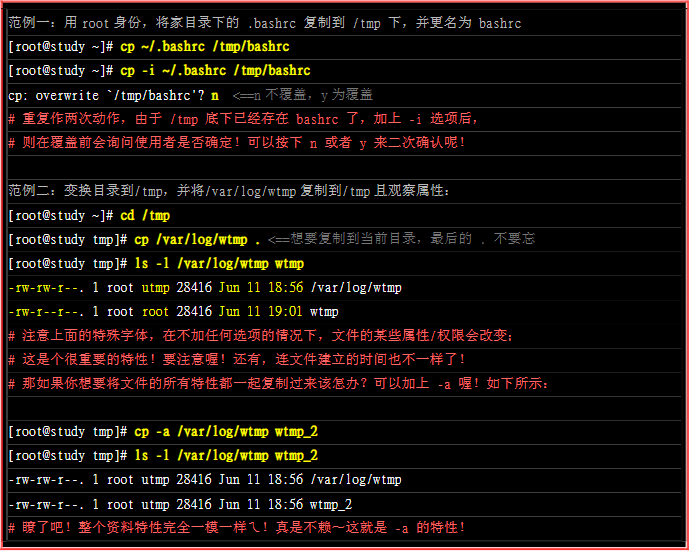 范例一：用 root 身份，将家目录下的 .bashrc 复制到 /tmp 下，并更名为 bashrc
[root@study ~]# cp ~/.bashrc /tmp/bashrc
[root@study ~]# cp -i ~/.bashrc /tmp/bashrc
cp: overwrite `/tmp/bashrc'? n <==n不覆盖，y为覆盖
# 重复作两次动作，由于 /tmp 底下已经存在 bashrc 了，加上 -i 选项后，
# 则在覆盖前会询问使用者是否确定！可以按下 n 或者 y 来二次确认呢！
范例二：变换目录到/tmp，并将/var/log/wtmp复制到/tmp且观察属性：
[root@study ~]# cd /tmp
[root@study tmp]# cp /var/log/wtmp . <==想要复制到当前目录，最后的 . 不要忘
[root@study tmp]# ls -l /var/log/wtmp wtmp
-rw-rw-r--. 1 root utmp 28416 Jun 11 18:56 /var/log/wtmp
-rw-r--r--. 1 root root 28416 Jun 11 19:01 wtmp
# 注意上面的特殊字体，在不加任何选项的情况下，文件的某些属性/权限会改变；
# 这是个很重要的特性！要注意喔！还有，连文件建立的时间也不一样了！
# 那如果你想要将文件的所有特性都一起复制过来该怎办？可以加上 -a 喔！如下所示：
[root@study tmp]# cp -a /var/log/wtmp wtmp_2
[root@study tmp]# ls -l /var/log/wtmp wtmp_2
-rw-rw-r--. 1 root utmp 28416 Jun 11 18:56 /var/log/wtmp
-rw-rw-r--. 1 root utmp 28416 Jun 11 18:56 wtmp_2
# 瞭了吧！整个资料特性完全一模一样ㄟ！真是不赖～这就是 -a 的特性！